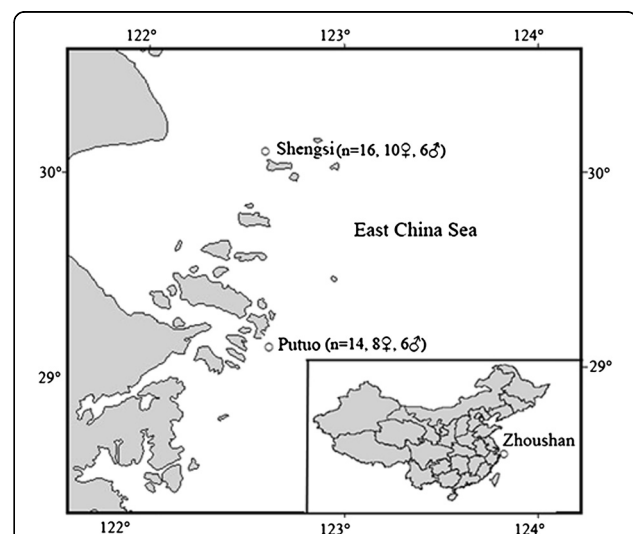 122° 123° 124°
Shengsi (n=16, 10♀, 6♂)
30° 30°
East China Sea
Putuo (n=14, 8♀, 6♂)
29° 29°
Zhoushan
122° 123° 124°